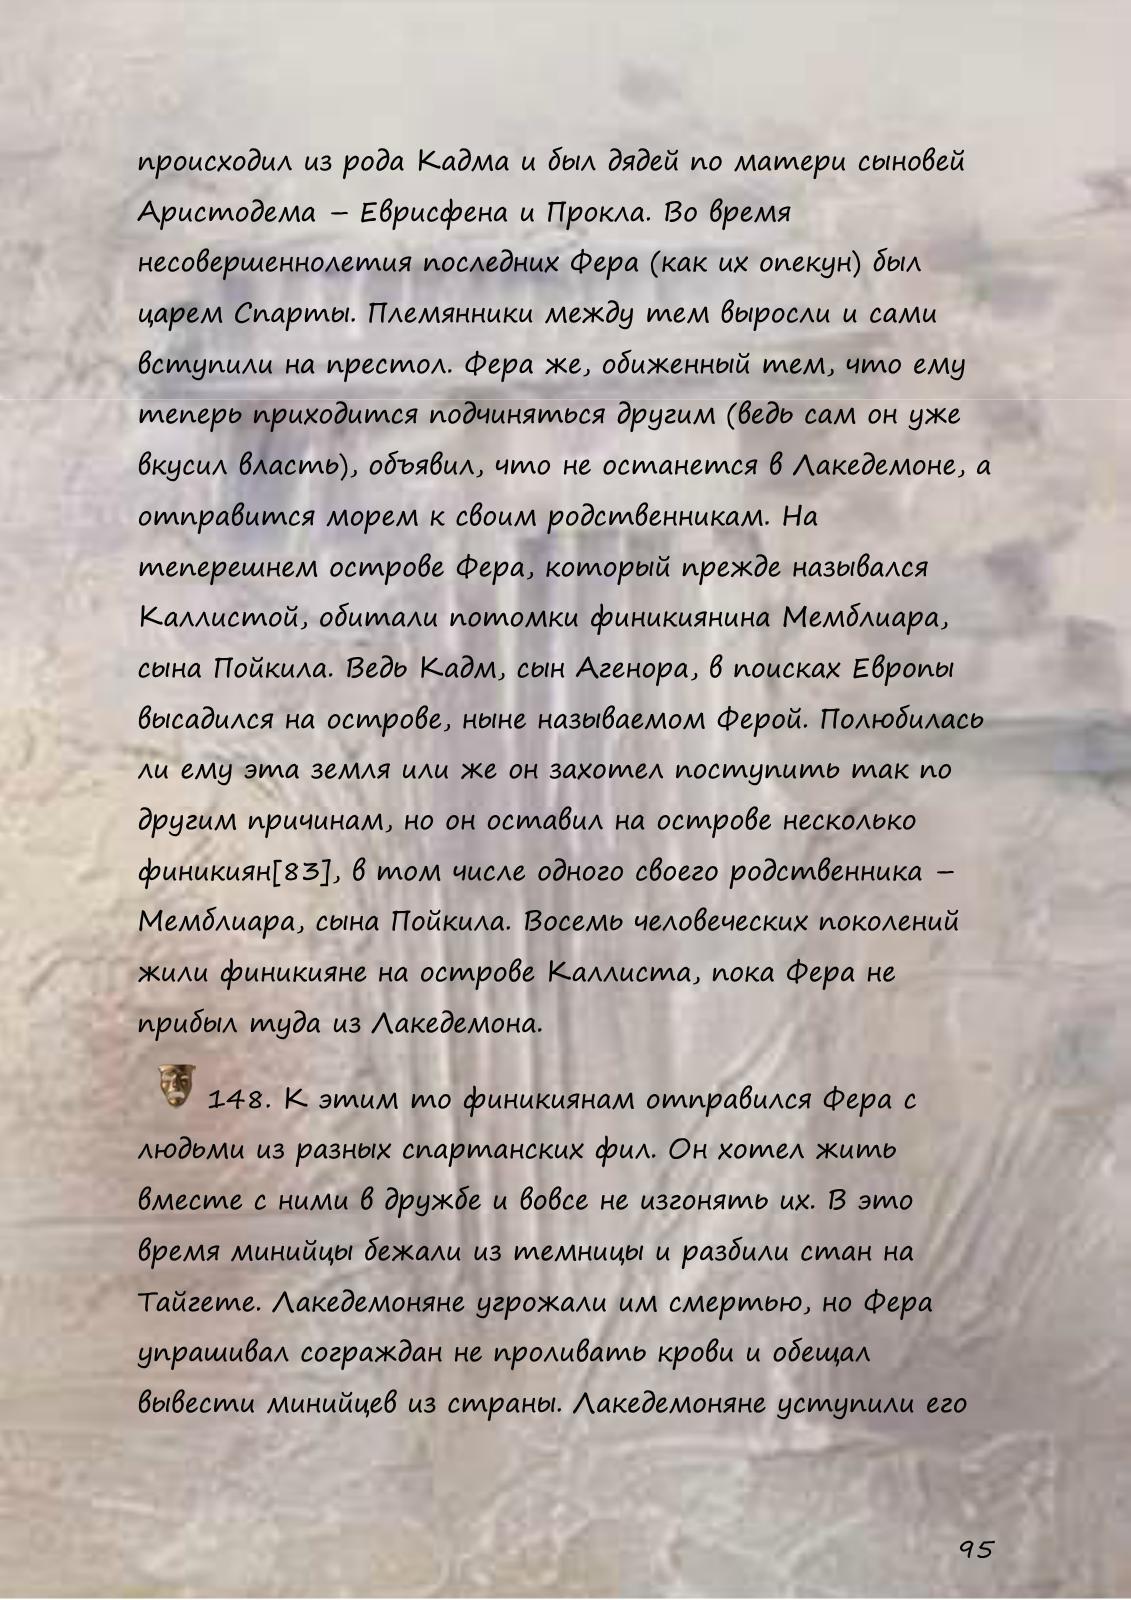 происходил из рода Кадма и был дядей по матери сыновей
Аристодема – Еврисфена и Прокла. Во время
несовершеннолетия последних Фера (как их опекун) был
царем Спарты. Племянники между тем выросли и сами
вступили на престол. Фера же, обиженный тем, что ему
теперь приходится подчиняться другим (ведь сам он уже
вкусил власть), объявил, что не останется в Лакедемоне, а
отправится морем к своим родственникам. На
теперешнем острове Фера, который прежде назывался
Каллистой, обитали потомки финикиянина Мемблиара,
сына Пойкила. Ведь Кадм, сын Агенора, в поисках Европы
высадился на острове, ныне называемом Ферой. Полюбилась
ли ему эта земля или же он захотел поступить так по
другим причинам, но он оставил на острове несколько
финикиян[83], в том числе одного своего родственника –
Мемблиара, сына Пойкила. Восемь человеческих поколений
жили финикияне на острове Каллиста, пока Фера не
прибыл туда из Лакедемона.
148. К этим то финикиянам отправился Фера с
людьми из разных спартанских фил. Он хотел жить
вместе с ними в дружбе и вовсе не изгонять их. В это
время минийцы бежали из темницы и разбили стан на
Тайгете. Лакедемоняне угрожали им смертью, но Фера
упрашивал сограждан не проливать крови и обещал
вывести минийцев из страны. Лакедемоняне уступили его
95